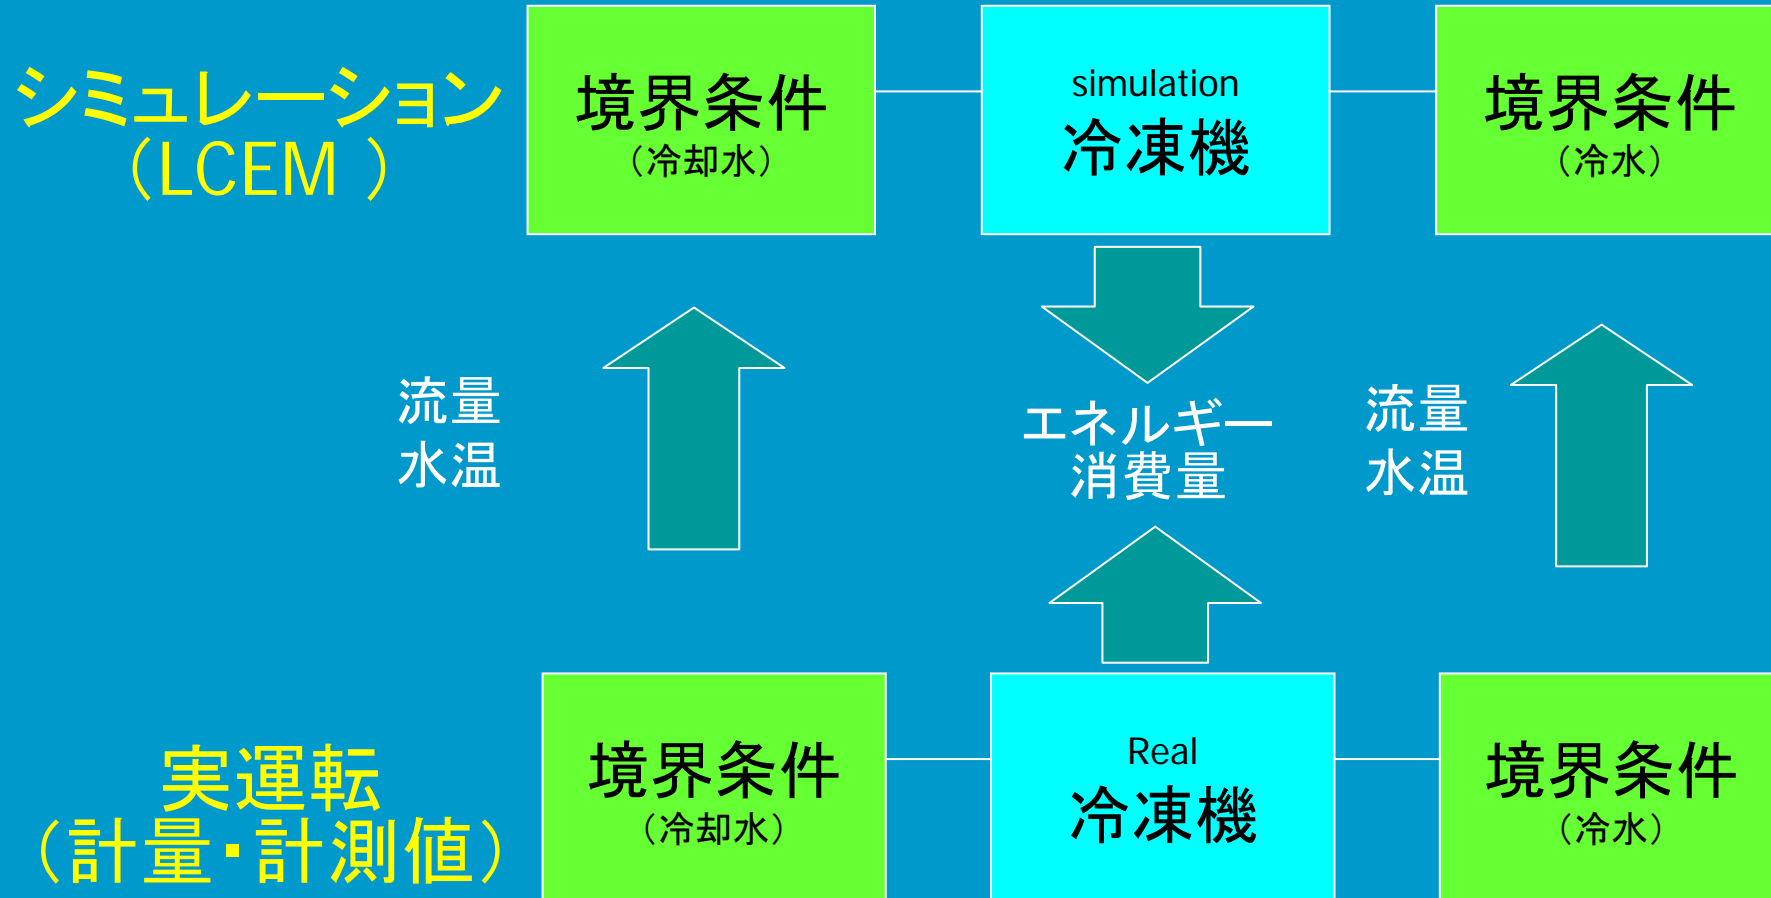 シミュレーション
（LCEM ）
境界条件
（冷却水）
simulation
冷凍機
境界条件
（冷水）
流量
水温
エネルギー
消費量
流量
水温
実運転
（計量・計測値）
境界条件
（冷却水）
Real
冷凍機
境界条件
（冷水）